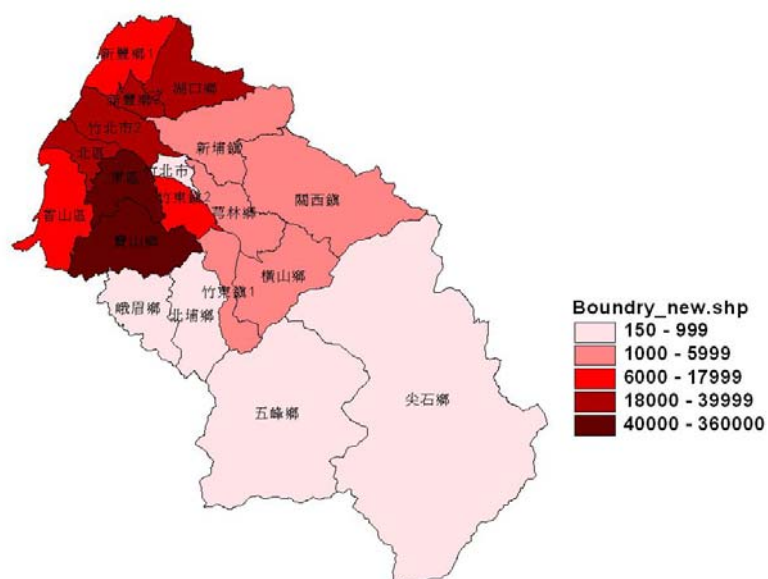 新豐鄉1
湖口鄉
新豐鄉2
竹北市2
新埔鎮
北區
竹北市
東區
關西鎮
香山區
竹東鎮2
芎林鄉
寶山鄉
橫山鄉
竹東鎮1
峨眉鄉
北埔鄉
尖石鄉
五峰鄉
Boundry_new.shp
150 - 999
1000 - 5999
6000 - 17999
18000 - 39999
40000 - 360000